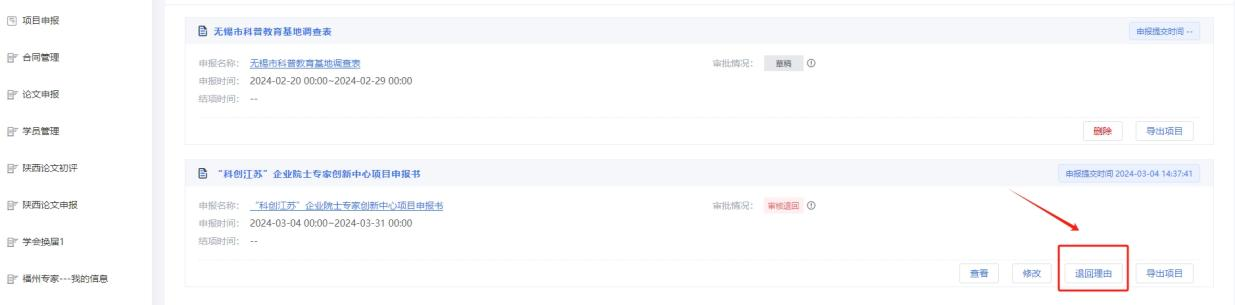 项目申报
合同管理
论文申报
学员管理
陕西论文初评
陕西论文申报
学会换届1
福州专家---我的信息
无锡市科普教育基地调查表
申报提交时间 --
申报名称: 无锡市科普教育基地调查表
审批情况: 草稿
申报时间: 2024-02-20 00:00~2024-02-29 00:00
结项时间: --
删除 导出项目
“科创江苏”企业院士专家创新中心项目申报书
申报提交时间 2024-03-04 14:37:41
申报名称: “科创江苏”企业院士专家创新中心项目申报书
审批情况: 审核退回
申报时间: 2024-03-04 00:00~2024-03-31 00:00
结项时间: --
查看 修改 退回理由 导出项目